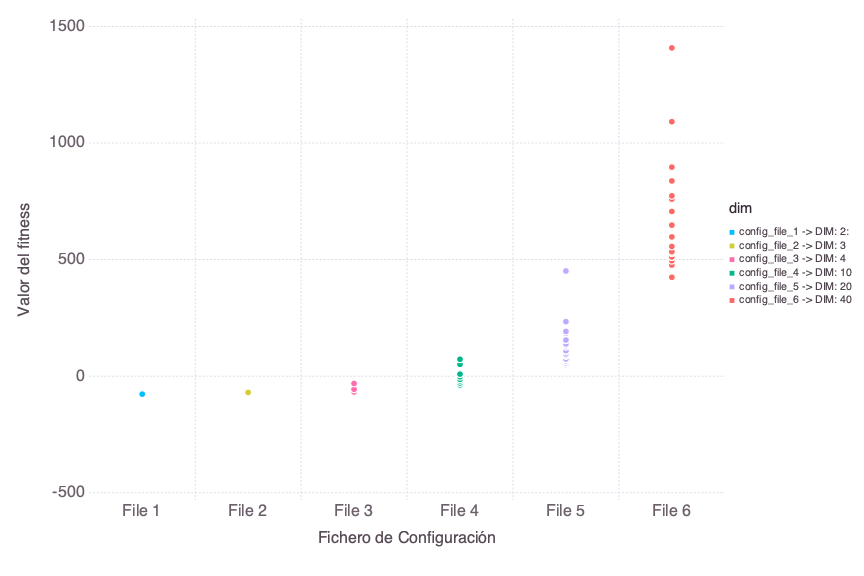 1500
1000
500
0
-500
Valor del fitness
File 1 File 2 File 3 File 4 File 5 File 6
Fichero de Configuración
dim
config_file_1 -> DIM: 2:
config_file_2 -> DIM: 3
config_file_3 -> DIM: 4
config_file_4 -> DIM: 10
config_file_5 -> DIM: 20
config_file_6 -> DIM: 40